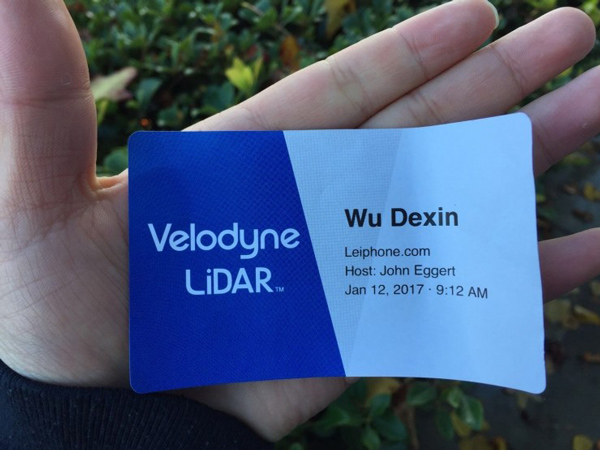 Velodyne
LiDAR™
Wu Dexin
Leiphone.com
Host: John Eggert
Jan 12, 2017 · 9:12 AM